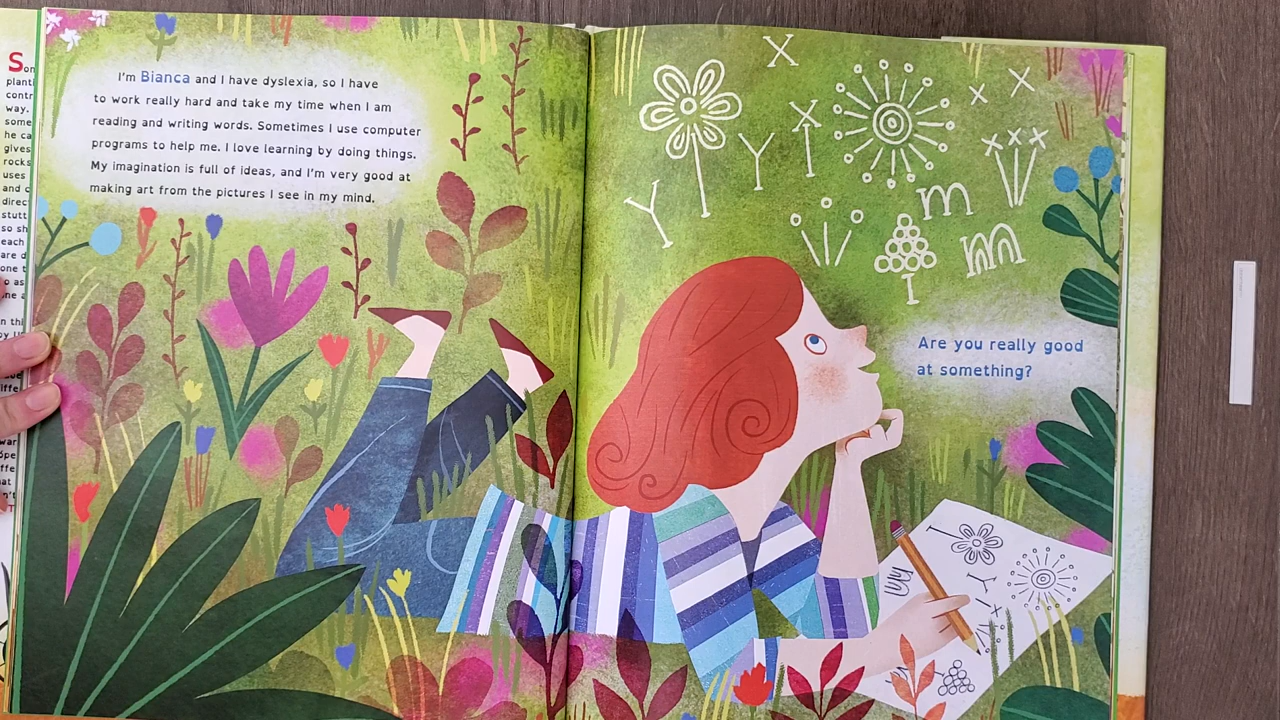 I'm Bianca and I have dyslexia, so I have
to work really hard and take my time when I am
reading and writing words. Sometimes I use computer
programs to help me. I love learning by doing things.
My imagination is full of ideas, and I'm very good at
making art from the pictures I see in my mind.
X
X
X
X
Y
I
Y
m
m
I
Are you really good
at something?